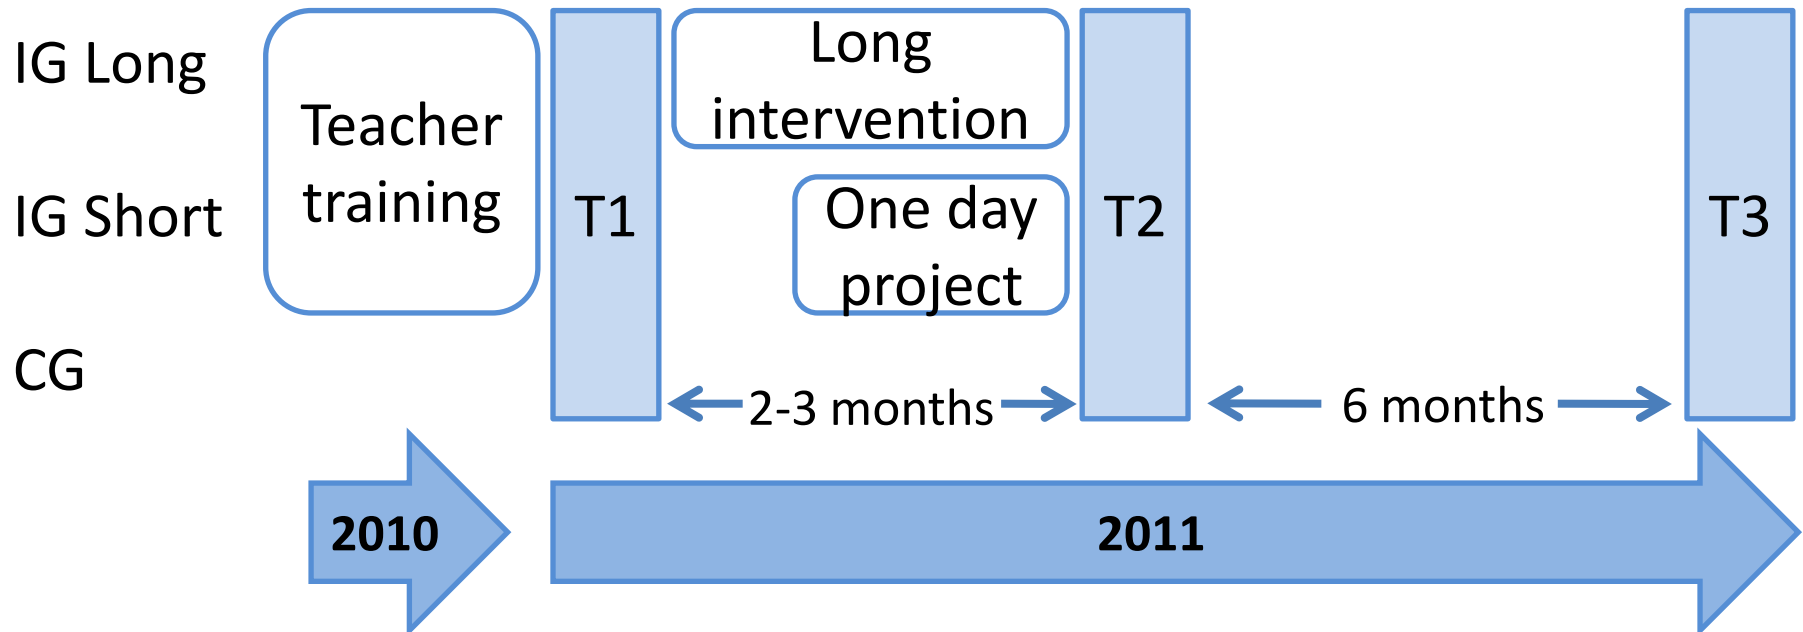 IG Long
IG Short
CG
Teacher
training
T1
Long
intervention
One day
project
T2
T3
2-3 months
6 months
2010
2011